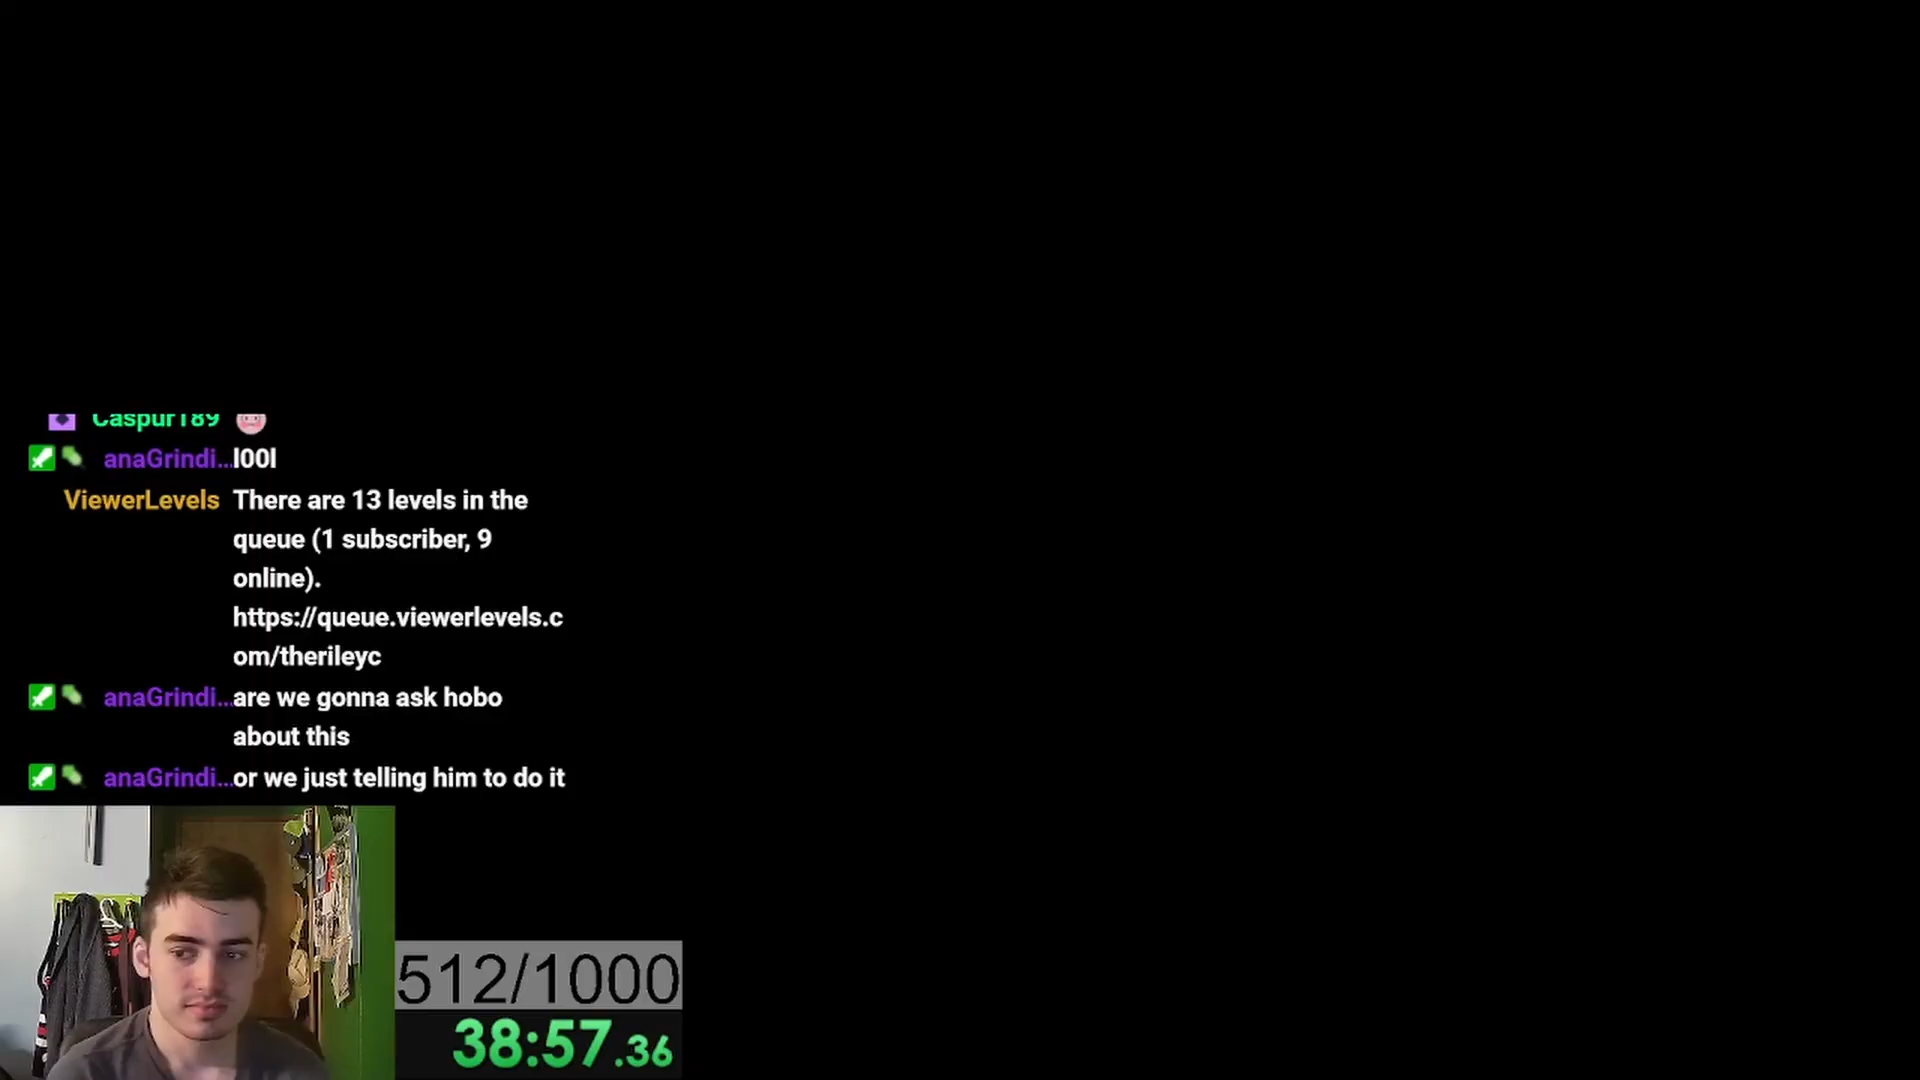 Caspur189
anaGrindi...l00l
ViewerLevels There are 13 levels in the
queue (1 subscriber, 9
online).
https://queue.viewerlevels.c
om/therileyc
anaGrindi...are we gonna ask hobo
about this
anaGrindi...or we just telling him to do it
512/1000
38:57.36